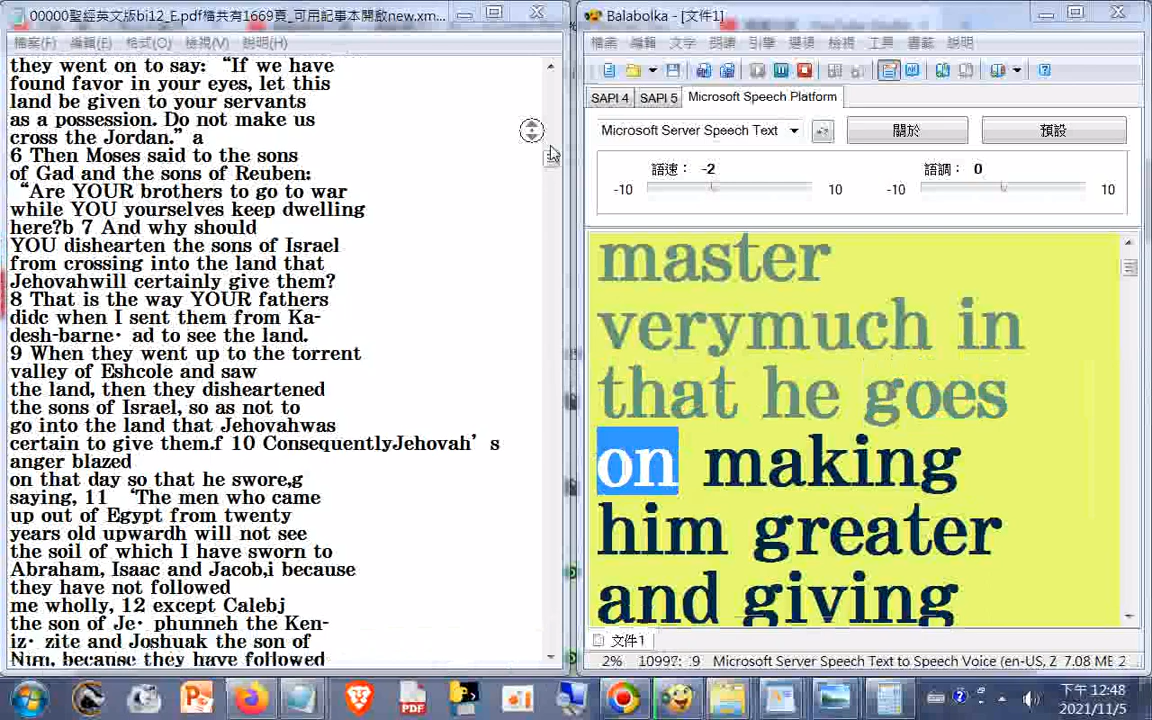 00000聖經英文版bi12_E.pdf檔共有1669頁_可用記事本開啟new.xm...
檔案(F) 編輯(E) 格式(O) 檢視(V) 說明(H)
they went on to say: “If we have
found favor in your eyes, let this
land be given to your servants
as a possession. Do not make us
cross the Jordan.” a
6 Then Moses said to the sons
of Gad and the sons of Reuben:
“Are YOUR brothers to go to war
while YOU yourselves keep dwelling
here?b 7 And why should
YOU dishearten the sons of Israel
from crossing into the land that
Jehovahwill certainly give them?
8 That is the way YOUR fathers
didc when I sent them from Ka-
desh-barne· ad to see the land.
9 When they went up to the torrent
valley of Eshcole and saw
the land, then they disheartened
the sons of Israel, so as not to
go into the land that Jehovahwas
certain to give them.f 10 ConsequentlyJehovah’s
anger blazed
on that day so that he swore,g
saying, 11 ‘The men who came
up out of Egypt from twenty
years old upwardh will not see
the soil of which I have sworn to
Abraham, Isaac and Jacob,i because
they have not followed
me wholly, 12 except Calebj
the son of Je· phunneh the Ken-
iz· zite and Joshuak the son of
Nun, because they have followed
Balabolka - [文件1]
檔案 編輯 文字 朗讀 引擎 選項 檢視 工具 書籤 說明
SAPI 4 SAPI 5 Microsoft Speech Platform
Microsoft Server Speech Text 關於 預設
語速： -2 語調： 0
-10 10 -10 10
master
verymuch in
that he goes
on making
him greater
and giving
文件1
2% Microsoft Server Speech Text to Speech Voice (en-US, Z 7.08 MB 2
PDF
下午 12:48
2021/11/5